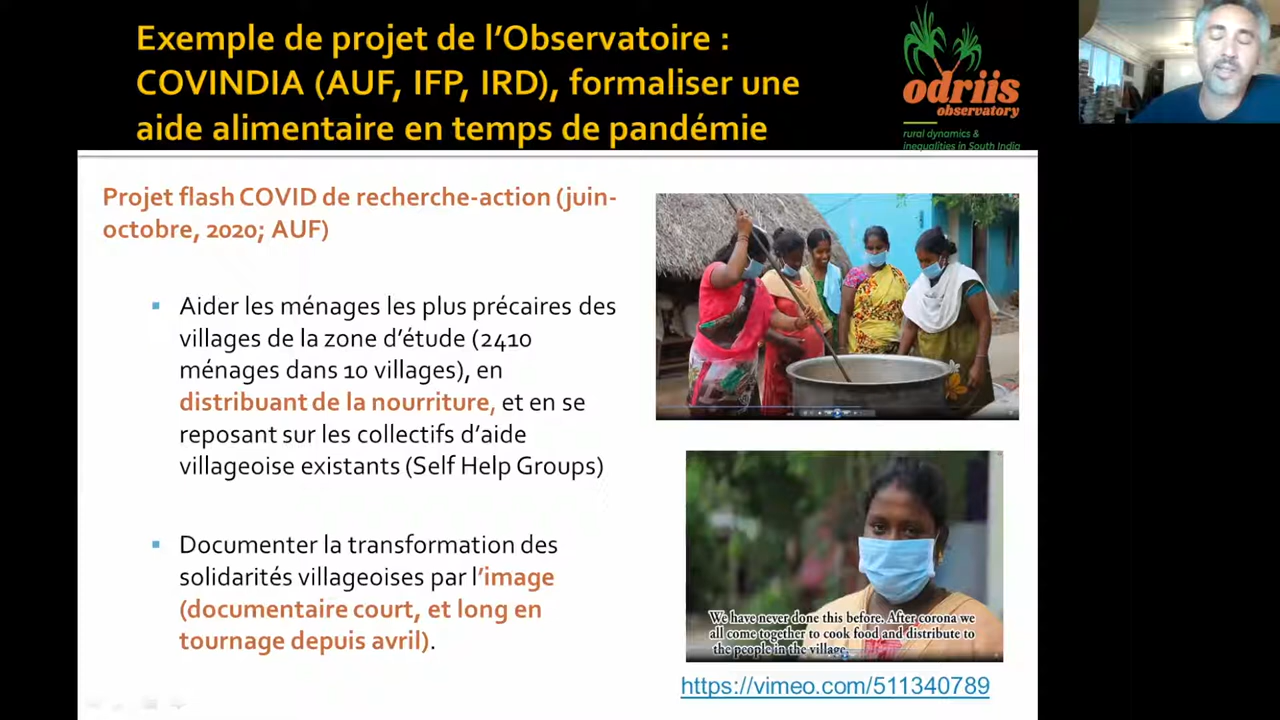 Exemple de projet de l’Observatoire :
COVINDIA (AUF, IFP, IRD), formaliser une
aide alimentaire en temps de pandémie
odriis
observatory
rural dynamics &
inequalities in South India
Projet flash COVID de recherche-action (juin-
octobre, 2020; AUF)
Aider les ménages les plus précaires des
villages de la zone d’étude (2410
ménages dans 10 villages), en
distribuant de la nourriture, et en se
reposant sur les collectifs d’aide
villageoise existants (Self Help Groups)
Documenter la transformation des
solidarités villageoises par l’image
(documentaire court, et long en
tournage depuis avril).
We have never done this before. After corona we
all come together to cook food and distribute to
the people in the village.
https://vimeo.com/511340789